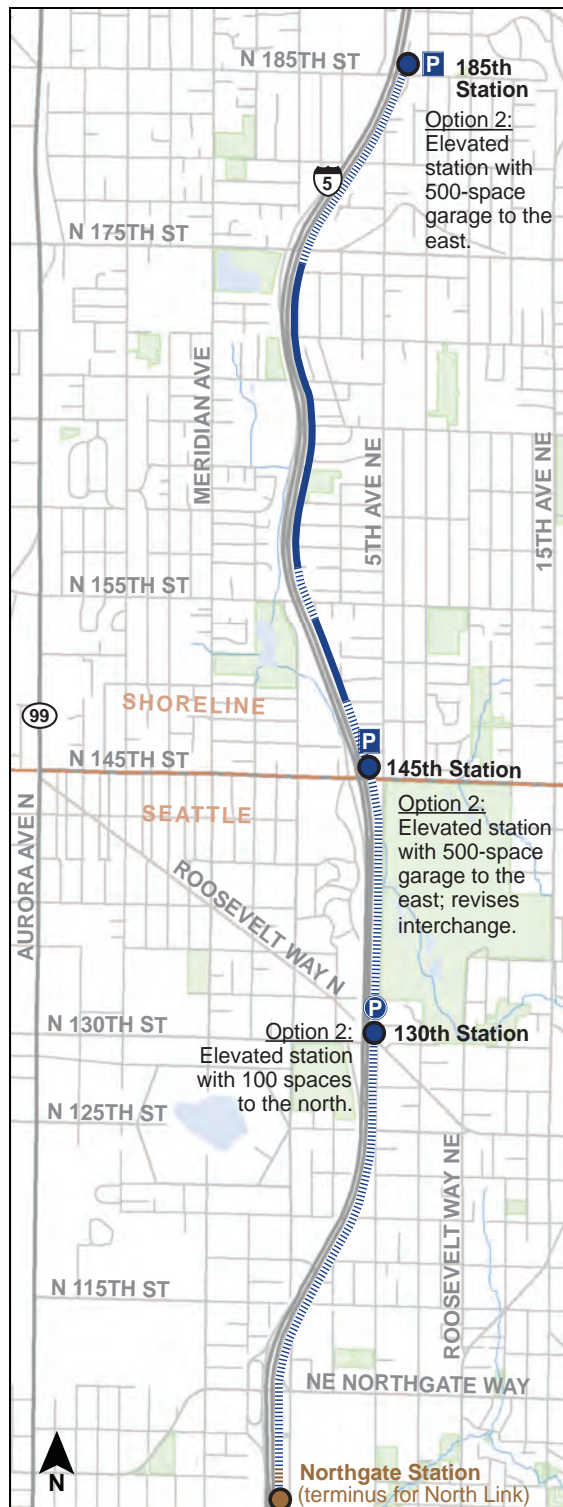 N 185TH ST
P
185th
Station
Option 2:
Elevated
station with
500-space
garage to the
east.
5
N 175TH ST
MERIDIAN AVE
5TH AVE NE
15TH AVE NE
N 155TH ST
SHORELINE
99
P
N 145TH ST
145th Station
SEATTLE
Option 2:
Elevated station
with 500-space
garage to the
east; revises
interchange.
AURORA AVE N
ROOSEVELT WAY N
P
N 130TH ST
130th Station
Option 2:
Elevated station
with 100 spaces
to the north.
N 125TH ST
ROOSEVELT WAY NE
N 115TH ST
NE NORTHGATE WAY
N
Northgate Station
(terminus for North Link)